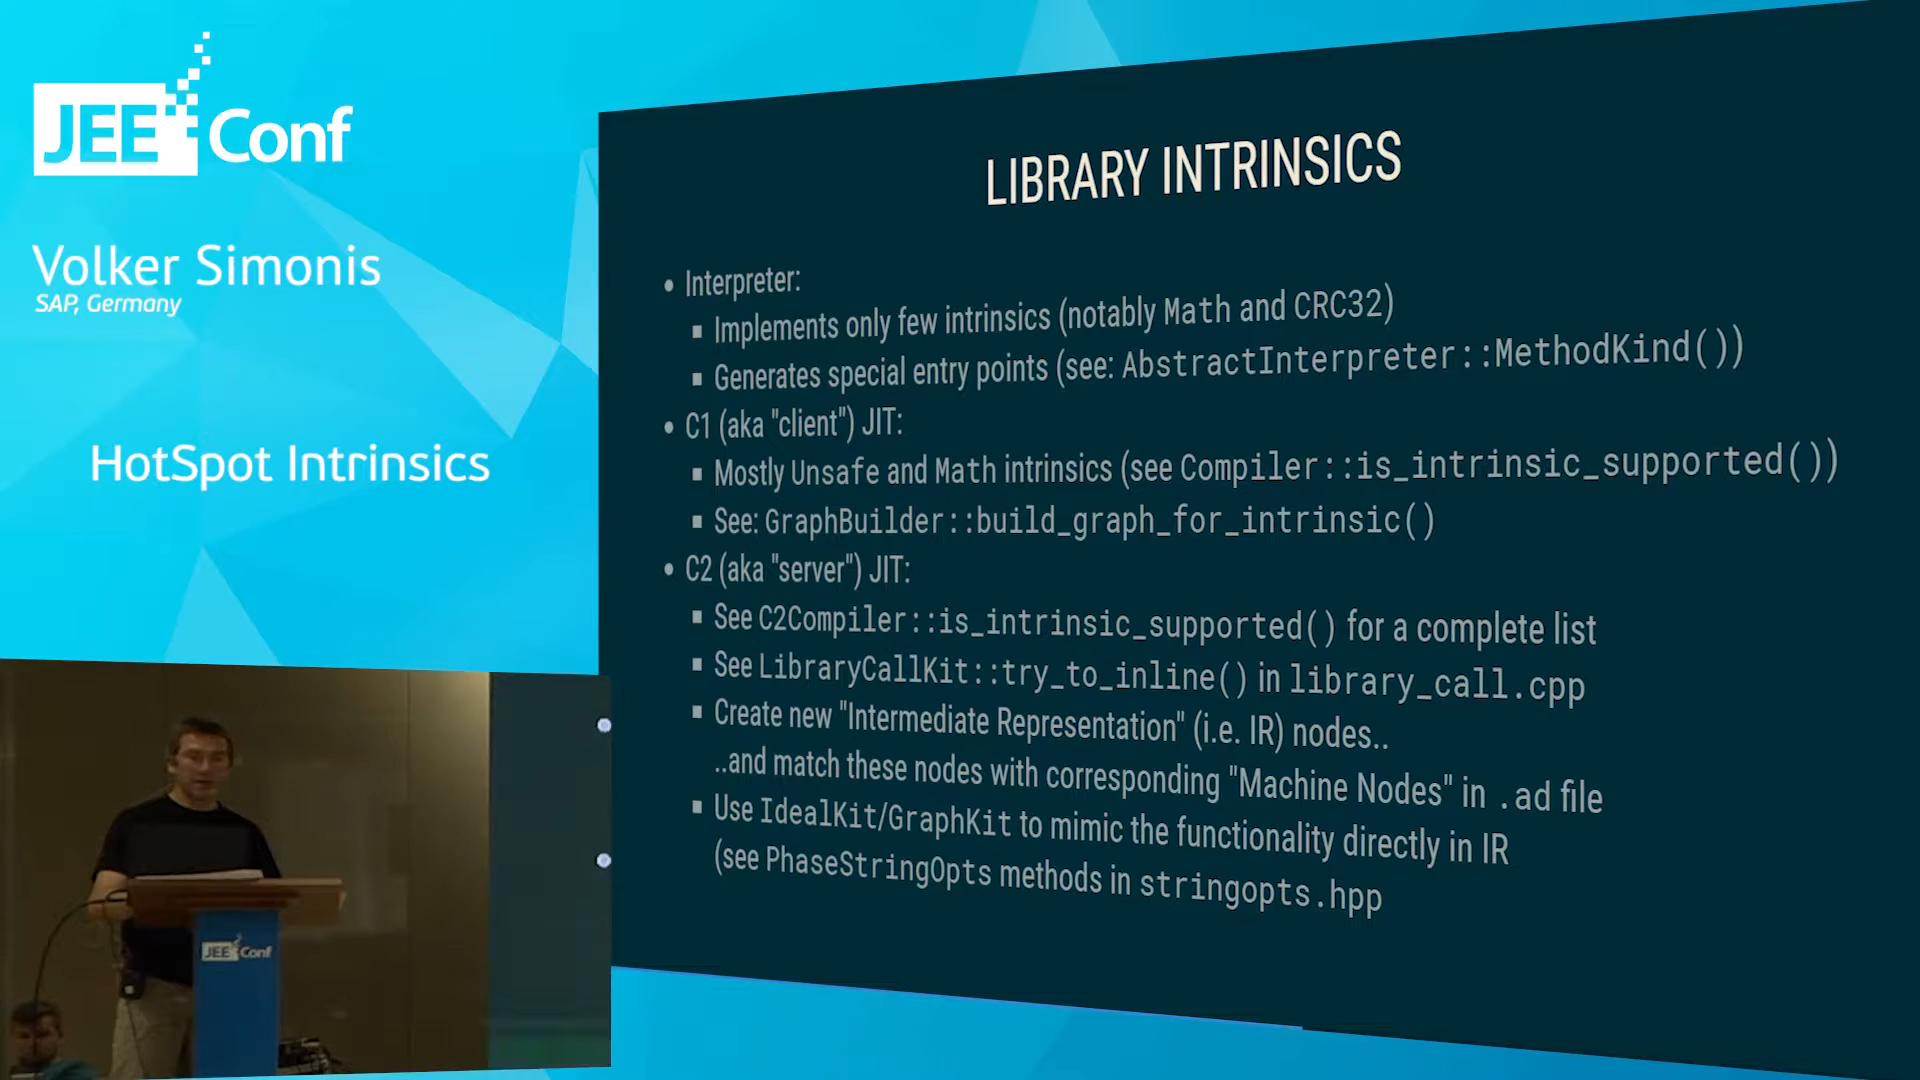 JEE Conf
Volker Simonis
SAP, Germany
HotSpot Intrinsics
LIBRARY INTRINSICS
• Interpreter:
▪ Implements only few intrinsics (notably Math and CRC32)
▪ Generates special entry points (see: AbstractInterpreter::MethodKind())
• C1 (aka "client") JIT:
▪ Mostly Unsafe and Math intrinsics (see Compiler::is_intrinsic_supported())
▪ See: GraphBuilder::build_graph_for_intrinsic()
• C2 (aka "server") JIT:
▪ See C2Compiler::is_intrinsic_supported() for a complete list
▪ See LibraryCallKit::try_to_inline() in library_call.cpp
▪ Create new "Intermediate Representation" (i.e. IR) nodes..
..and match these nodes with corresponding "Machine Nodes" in .ad file
▪ Use IdealKit/GraphKit to mimic the functionality directly in IR
(see PhaseStringOpts methods in stringopts.hpp
JEE Conf